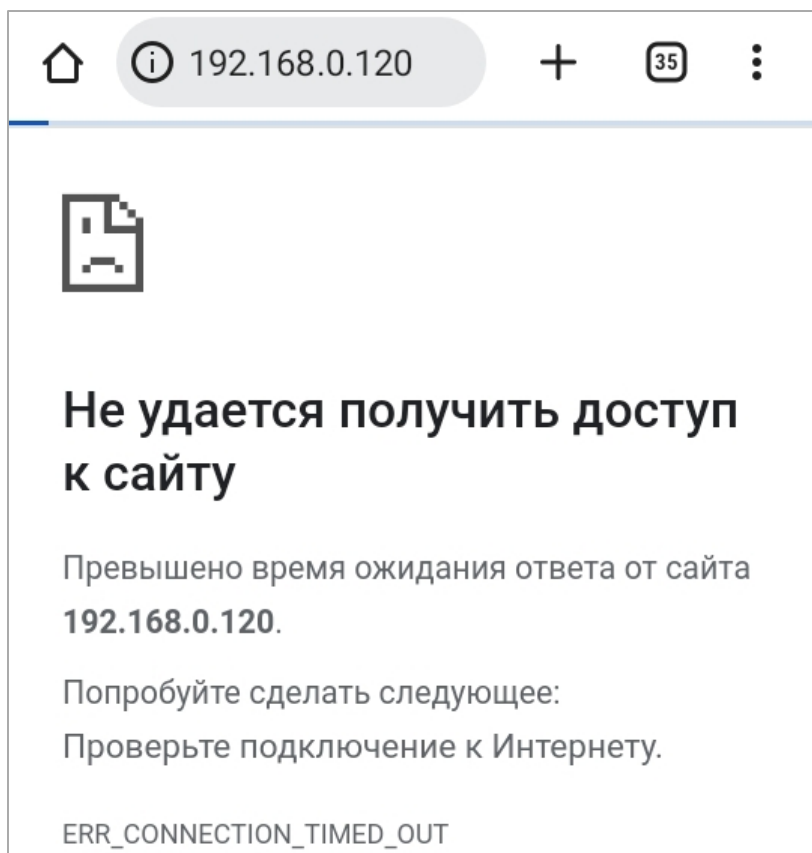 192.168.0.120
35
Не удается получить доступ
к сайту
Превышено время ожидания ответа от сайта
192.168.0.120.
Попробуйте сделать следующее:
Проверьте подключение к Интернету.
ERR_CONNECTION_TIMED_OUT